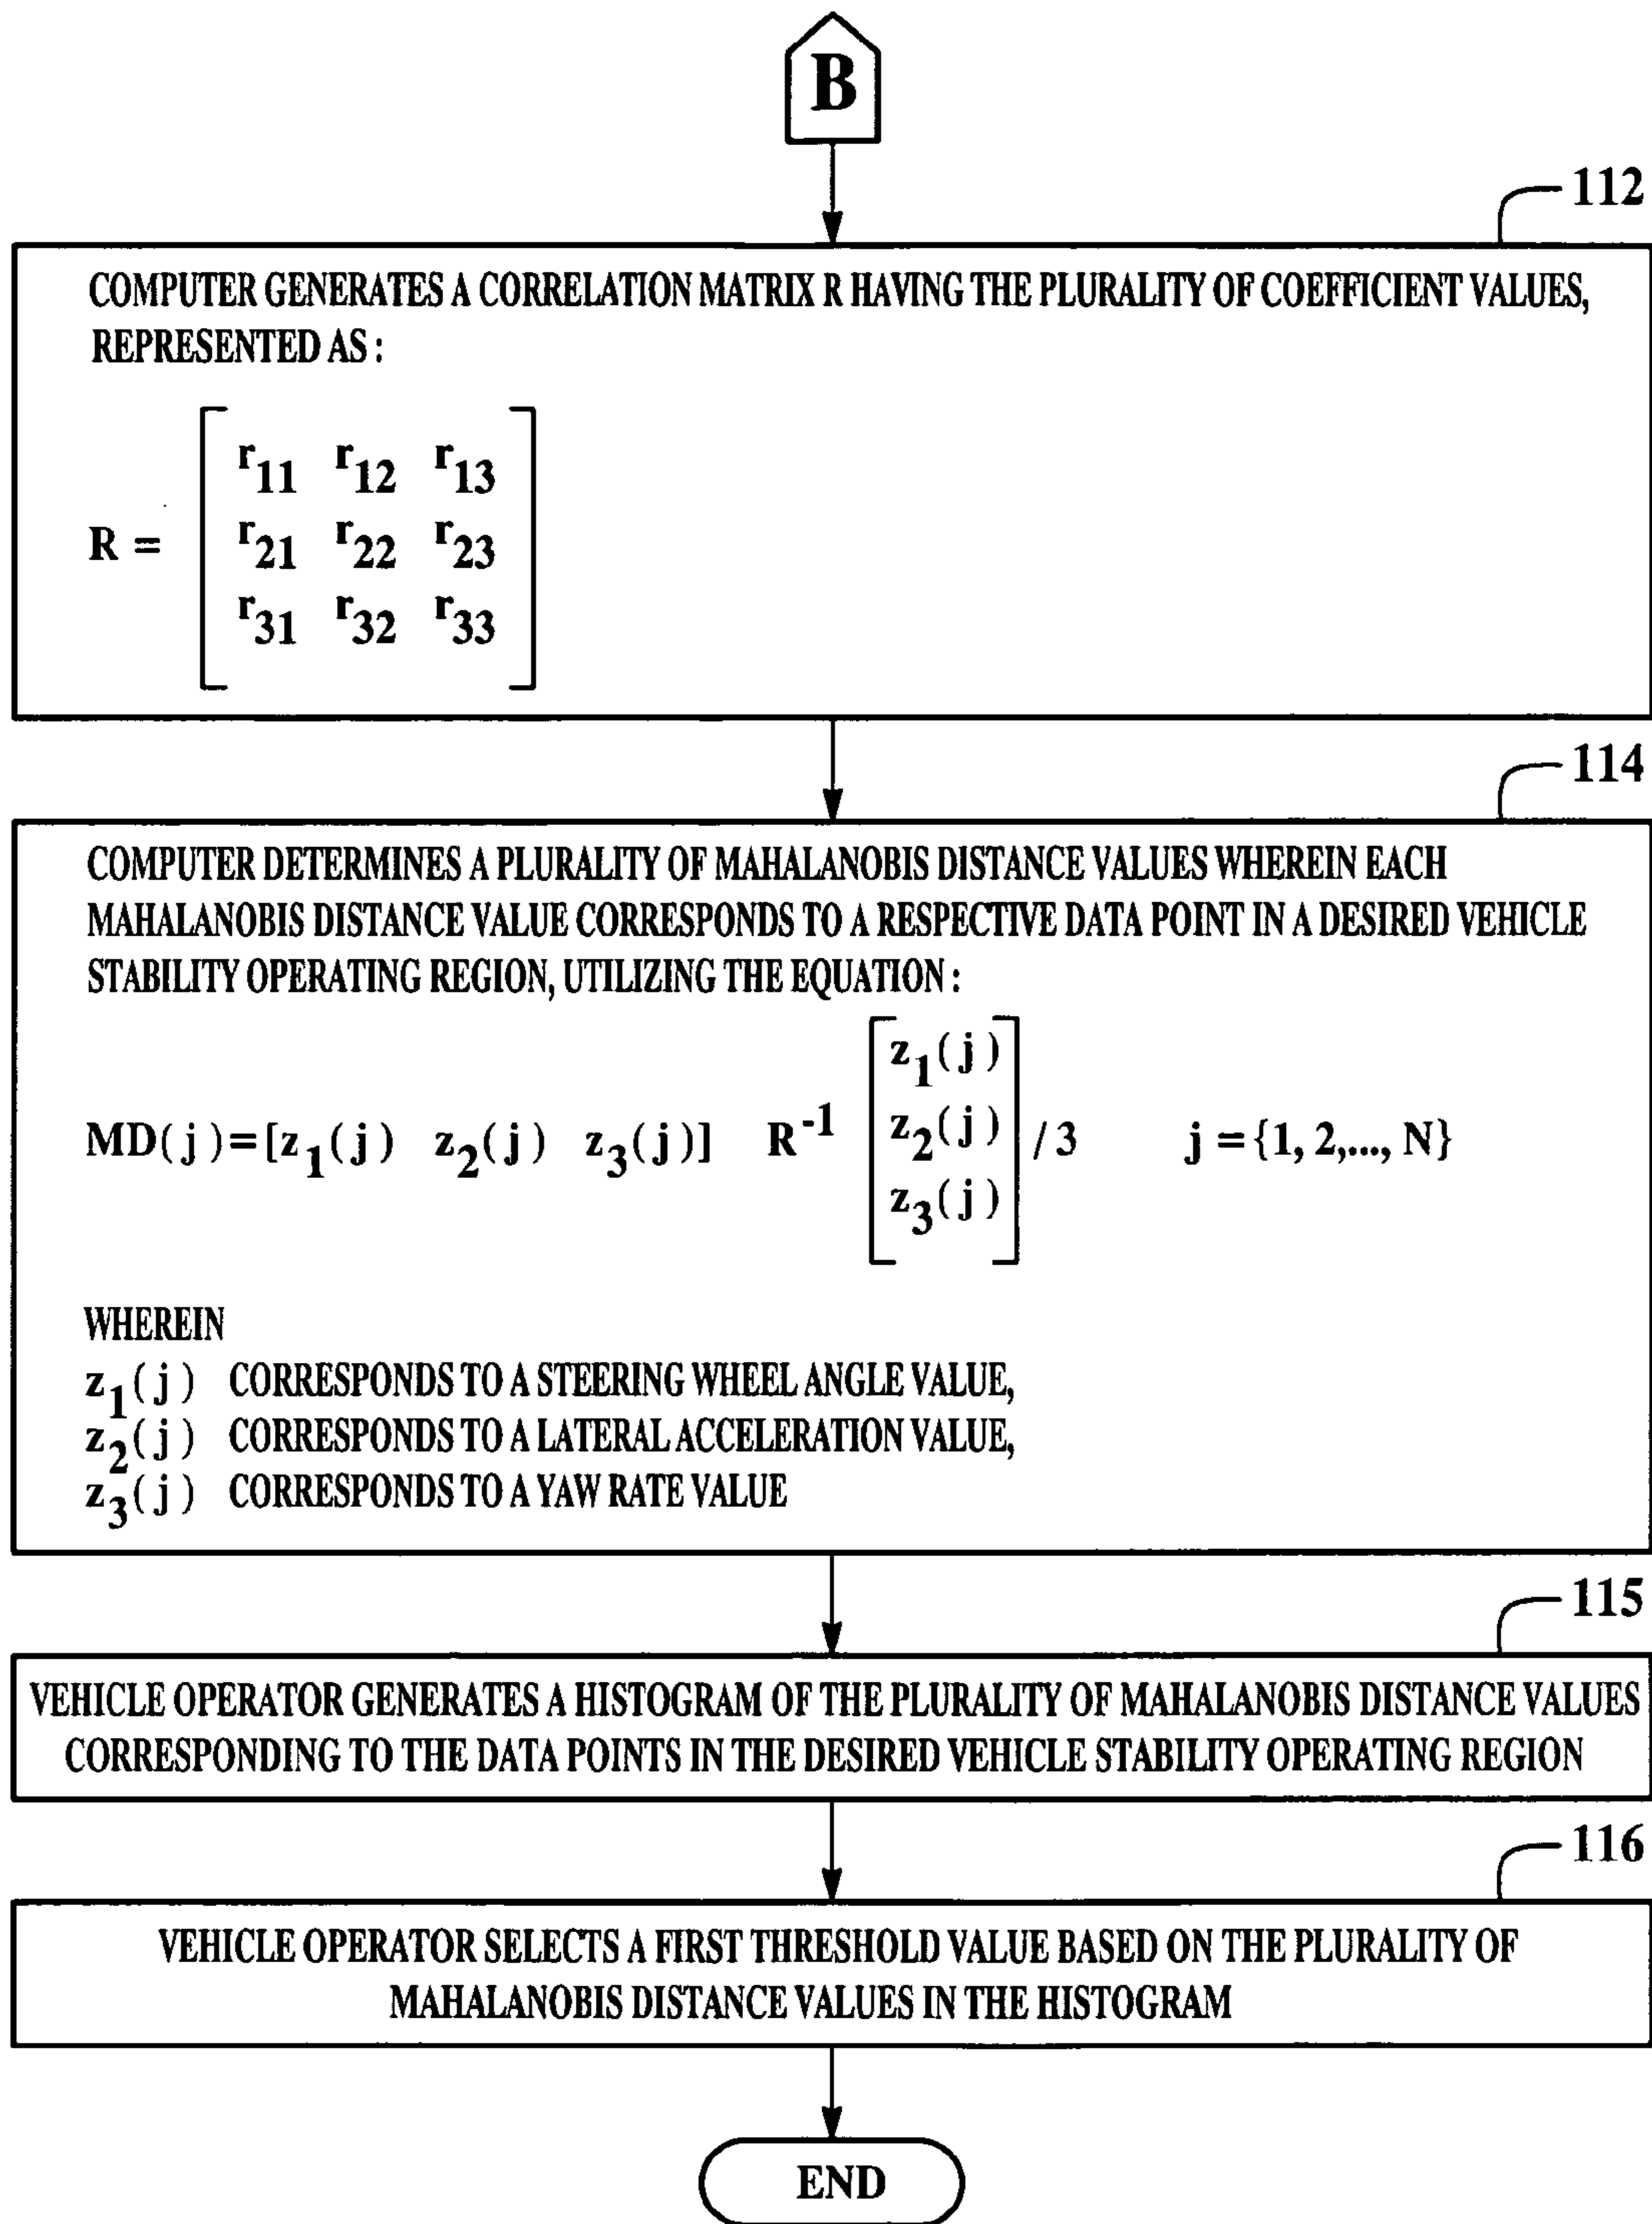 B
112
COMPUTER GENERATES A CORRELATION MATRIX R HAVING THE PLURALITY OF COEFFICIENT VALUES,
REPRESENTED AS :
r11 r12 r13
R = r21 r22 r23
r31 r32 r33
114
COMPUTER DETERMINES A PLURALITY OF MAHALANOBIS DISTANCE VALUES WHEREIN EACH
MAHALANOBIS DISTANCE VALUE CORRESPONDS TO A RESPECTIVE DATA POINT IN A DESIRED VEHICLE
STABILITY OPERATING REGION, UTILIZING THE EQUATION :
z1(j)
MD(j)=[z1(j) z2(j) z3(j)] R-1 z2(j) / 3 j = {1, 2,..., N}
z3(j)
WHEREIN
z1(j) CORRESPONDS TO A STEERING WHEEL ANGLE VALUE,
z2(j) CORRESPONDS TO A LATERAL ACCELERATION VALUE,
z3(j) CORRESPONDS TO A YAW RATE VALUE
115
VEHICLE OPERATOR GENERATES A HISTOGRAM OF THE PLURALITY OF MAHALANOBIS DISTANCE VALUES
CORRESPONDING TO THE DATA POINTS IN THE DESIRED VEHICLE STABILITY OPERATING REGION
116
VEHICLE OPERATOR SELECTS A FIRST THRESHOLD VALUE BASED ON THE PLURALITY OF
MAHALANOBIS DISTANCE VALUES IN THE HISTOGRAM
END